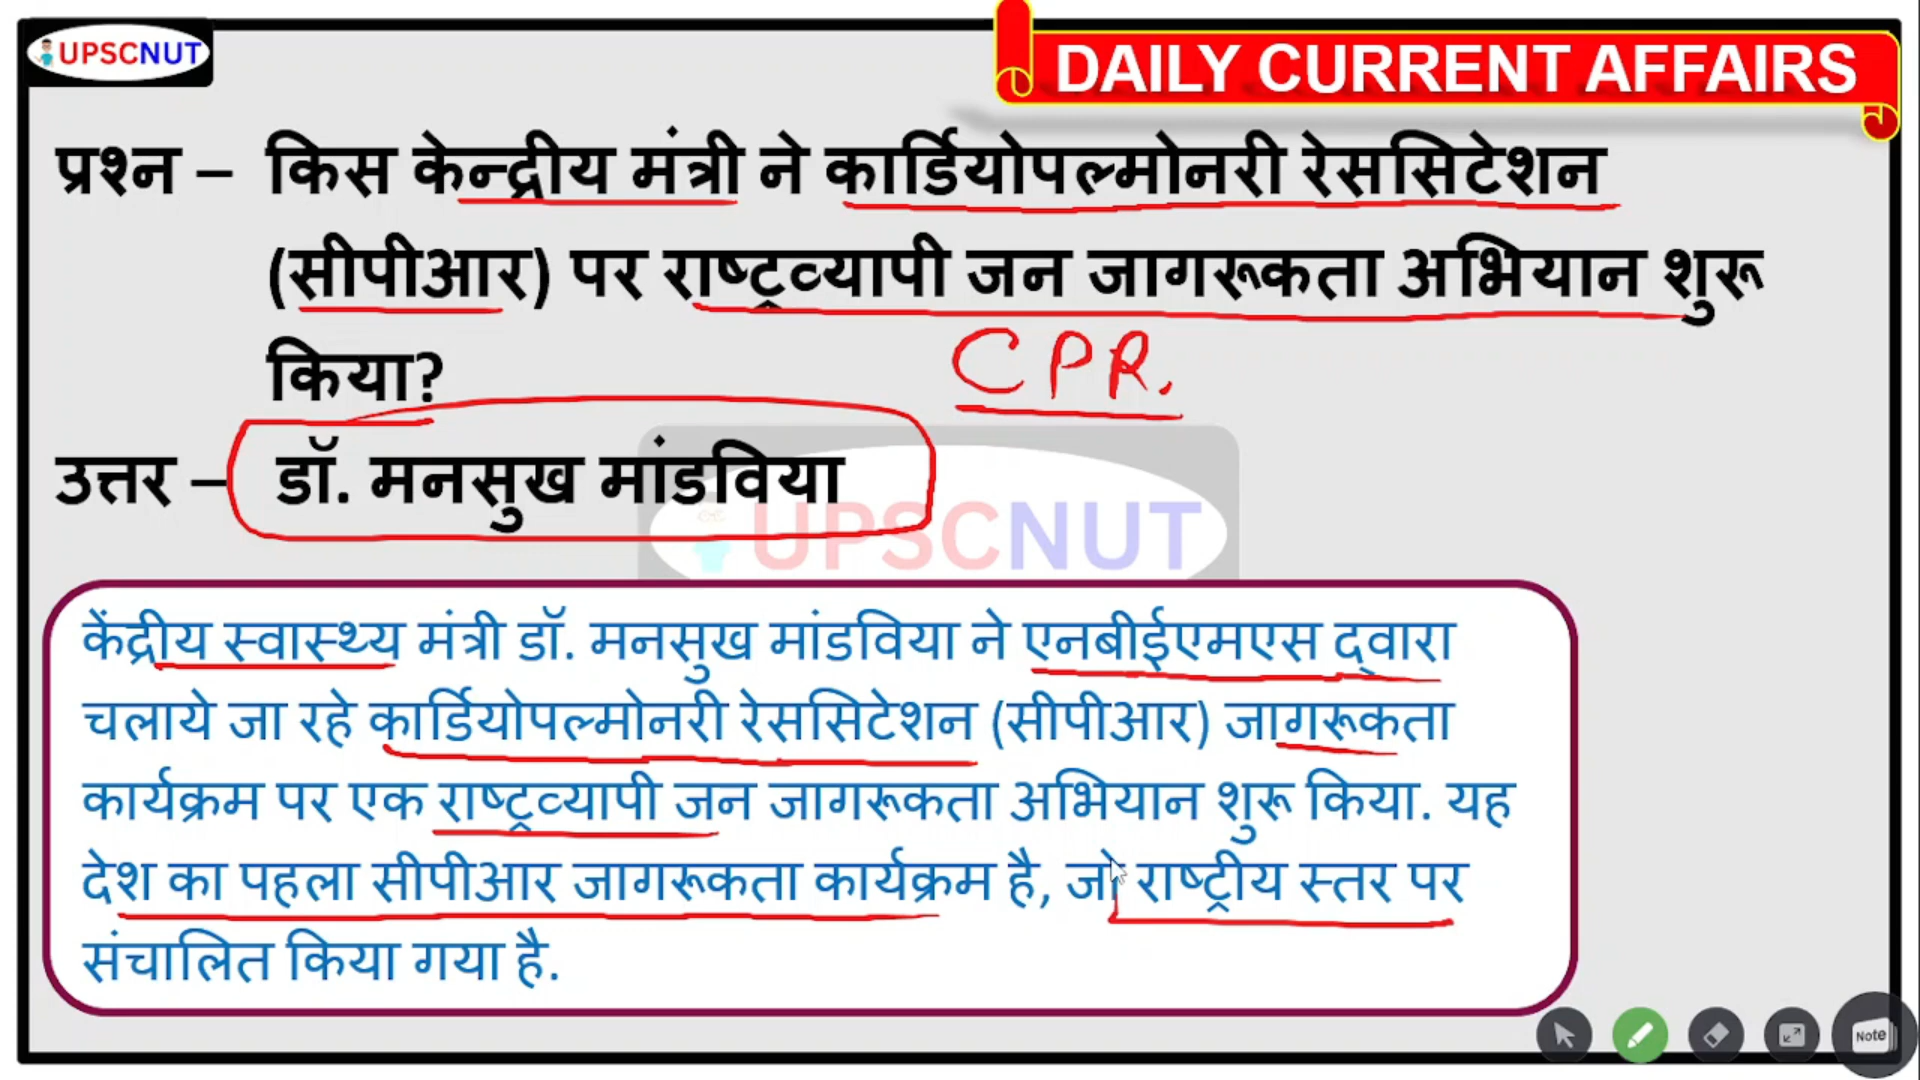 UPSCNUT
DAILY CURRENT AFFAIRS
प्रश्न – किस केन्द्रीय मंत्री ने कार्डियोपल्मोनरी रेससिटेशन
(सीपीआर) पर राष्ट्रव्यापी जन जागरूकता अभियान शुरू
किया?
CPR.
उत्तर – डॉ. मनसुख मांडविया
UPSCNUT
केंद्रीय स्वास्थ्य मंत्री डॉ. मनसुख मांडविया ने एनबीईएमएस द्वारा
चलाये जा रहे कार्डियोपल्मोनरी रेससिटेशन (सीपीआर) जागरूकता
कार्यक्रम पर एक राष्ट्रव्यापी जन जागरूकता अभियान शुरू किया. यह
देश का पहला सीपीआर जागरूकता कार्यक्रम है, जो राष्ट्रीय स्तर पर
संचालित किया गया है.
Note